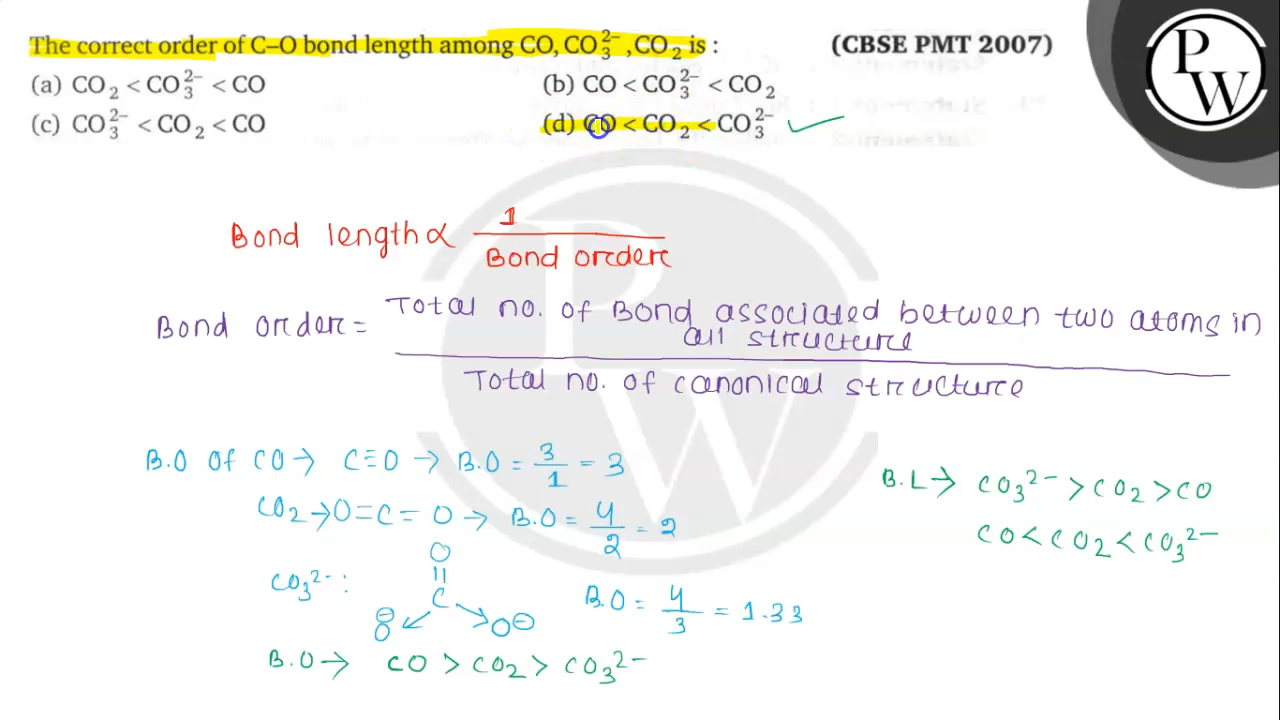 The correct order of C–O bond length among CO, CO₃²⁻, CO₂ is : (CBSE PMT 2007)
(a) CO₂ < CO₃²⁻ < CO (b) CO < CO₃²⁻ < CO₂
(c) CO₃²⁻ < CO₂ < CO (d) CO < CO₂ < CO₃²⁻ ✓
P
W
Bond length ∝ 1 / Bond order
Bond order = Total no. of Bond associated between two atoms in
all structure
Total no. of canonical structure
B.O of CO → C≡O → B.O = 3/1 = 3
CO₂ → O=C=O → B.O = 4/2 = 2
B.L → CO₃²⁻ > CO₂ > CO
CO < CO₂ < CO₃²⁻
O
||
CO₃²⁻ : C B.O = 4/3 = 1.33
O⊖ O⊖
B.O → CO > CO₂ > CO₃²⁻